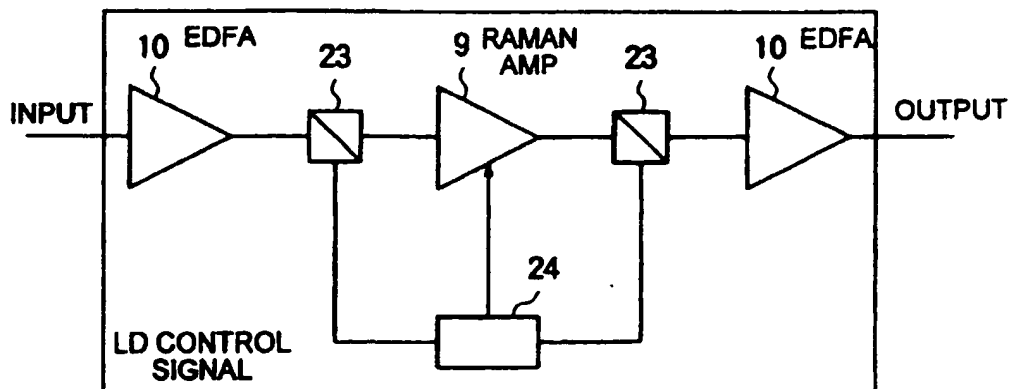 10 EDFA
23
9 RAMAN
AMP
23
10 EDFA
INPUT
OUTPUT
24
LD CONTROL
SIGNAL